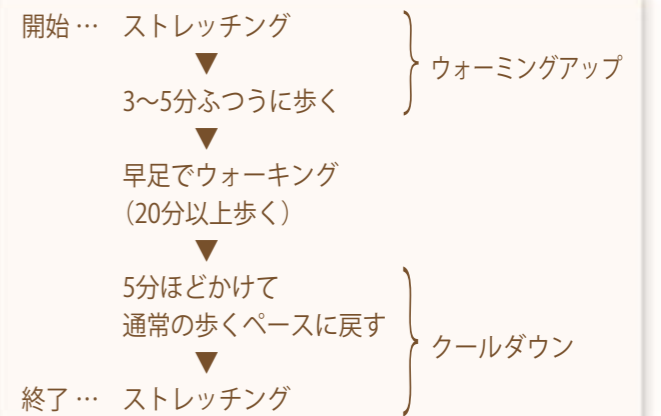 開始… ストレッチング
▼
ウォーミングアップ
3〜5分ふつうに歩く
▼
早足でウォーキング
（20分以上歩く）
▼
5分ほどかけて
通常の歩くペースに戻す
クールダウン
▼
終了… ストレッチング